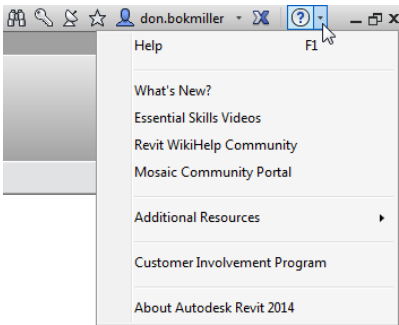 don.bokmiller
Help F1
What's New?
Essential Skills Videos
Revit WikiHelp Community
Mosaic Community Portal
Additional Resources
Customer Involvement Program
About Autodesk Revit 2014